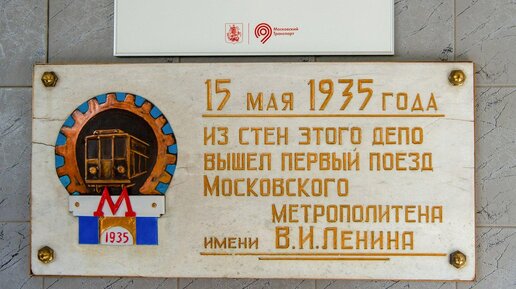 Московский
Транспорт
15 мая 1935 года
из стен этого депо
вышел первый поезд
Московского
метрополитена
имени В.И.Ленина
М
1935